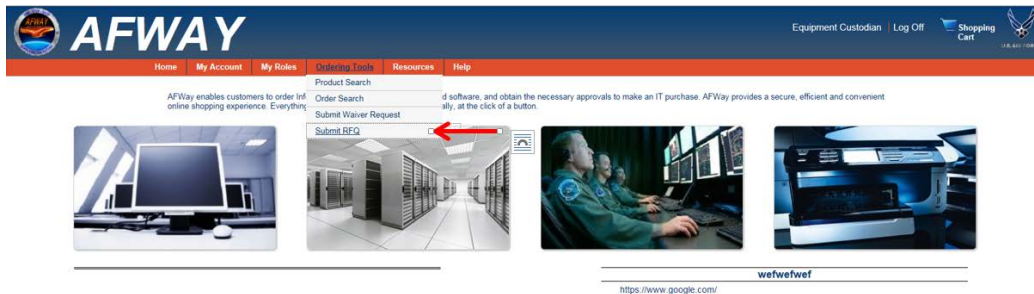 AFWAY
Equipment Custodian | Log Off
Shopping
Cart
Home My Account My Roles Ordering Tools Resources Help
Product Search
Order Search
Submit Waiver Request
Submit RFQ
AFWay enables customers to order d software, and obtain the necessary approvals to make an IT purchase. AFWay provides a secure, efficient and convenient
online shopping experience. ally, at the click of a button.
wefwefwef
https://www.google.com/